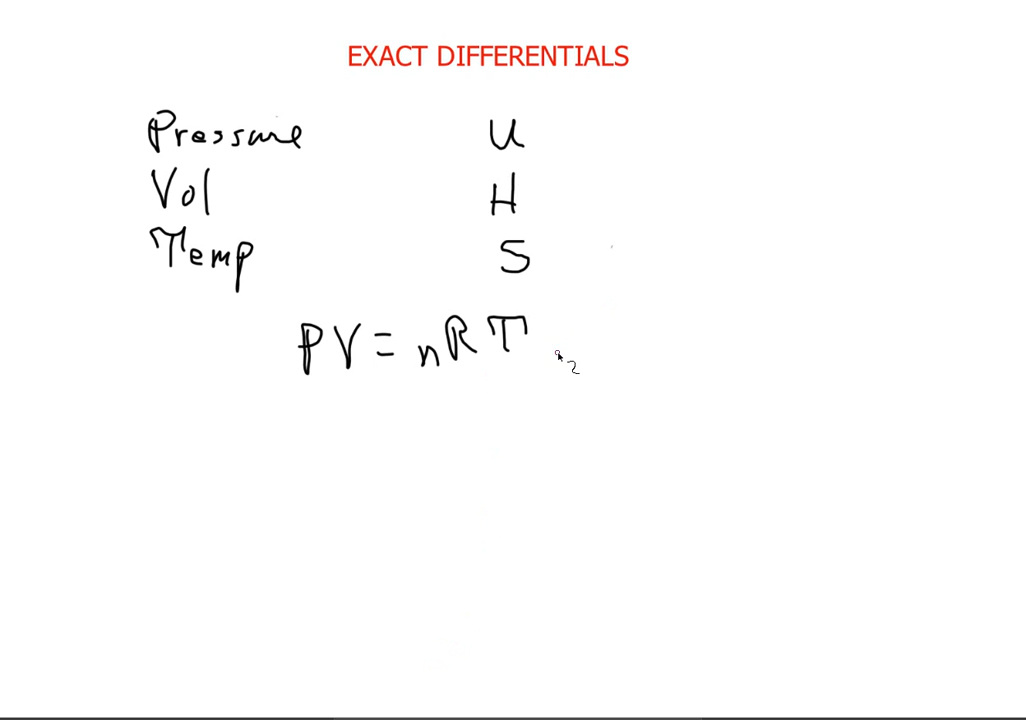 EXACT DIFFERENTIALS
Pressure U
Vol H
Temp S
PV = nRT